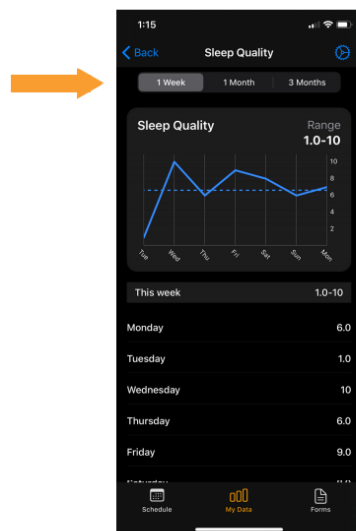 1:15
Back Sleep Quality
1 Week 1 Month 3 Months
Sleep Quality Range
1.0-10
10
8
6
4
2
Tue Wed Thu Fri Sat Sun Mon
This week 1.0-10
Monday 6.0
Tuesday 1.0
Wednesday 10
Thursday 6.0
Friday 9.0
Schedule My Data Forms